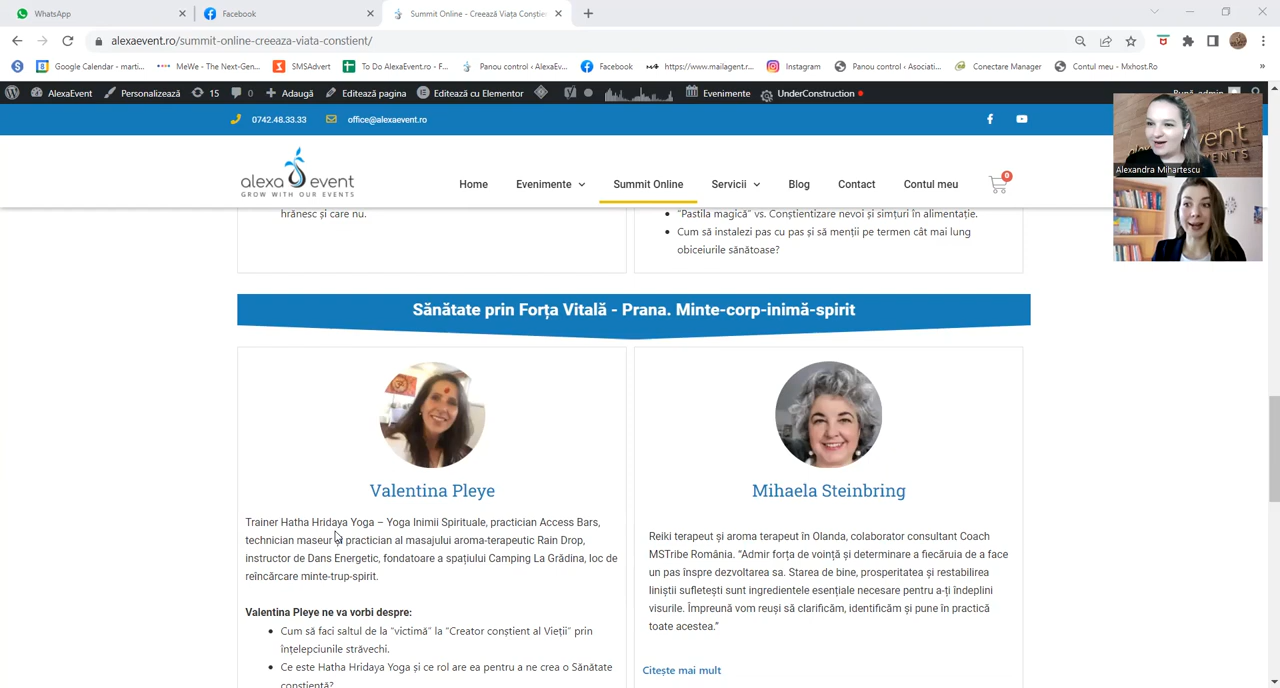 WhatsApp
Facebook
Summit Online - Creează Viața Conștie
alexaevent.ro/summit-online-creeaza-viata-constient/
Google Calendar - marti...
MeWe - The Next-Gen...
SMSAdvert
To Do AlexaEvent.ro - F...
Panou control ‹ AlexaEv...
Facebook
https://www.mailagent.r...
Instagram
Panou control ‹ Asociati...
Conectare Manager
Contul meu - Mxhost.Ro
AlexaEvent
Personalizează
15
0
Adaugă
Editează pagina
Editează cu Elementor
Evenimente
UnderConstruction
Bună, admin
0742.48.33.33
office@alexaevent.ro
alexa event
GROW WITH OUR EVENTS
Home
Evenimente
Summit Online
Servicii
Blog
Contact
Contul meu
0
event
EVENTS
Alexandra Mihartescu
hrănesc și care nu.
"Pastila magică" vs. Conștientizare nevoi și simțuri în alimentație.
Cum să instalezi pas cu pas și să menții pe termen cât mai lung
obiceiurile sănătoase?
Sănătate prin Forța Vitală - Prana. Minte-corp-inimă-spirit
Valentina Pleye
Trainer Hatha Hridaya Yoga – Yoga Inimii Spirituale, practician Access Bars,
technician maseur și practician al masajului aroma-terapeutic Rain Drop,
instructor de Dans Energetic, fondatoare a spațiului Camping La Grădina, loc de
reîncărcare minte-trup-spirit.
Valentina Pleye ne va vorbi despre:
Cum să faci saltul de la "victimă" la "Creator conștient al Vieții" prin
înțelepciunile străvechi.
Ce este Hatha Hridaya Yoga și ce rol are ea pentru a ne crea o Sănătate
conștientă?
Mihaela Steinbring
Reiki terapeut și aroma terapeut în Olanda, colaborator consultant Coach
MSTribe România. "Admir forța de voință și determinare a fiecăruia de a face
un pas înspre dezvoltarea sa. Starea de bine, prosperitatea și restabilirea
liniștii sufletești sunt ingredientele esențiale necesare pentru a-ți îndeplini
visurile. Împreună vom reuși să clarificăm, identificăm și pune în practică
toate acestea."
Citește mai mult